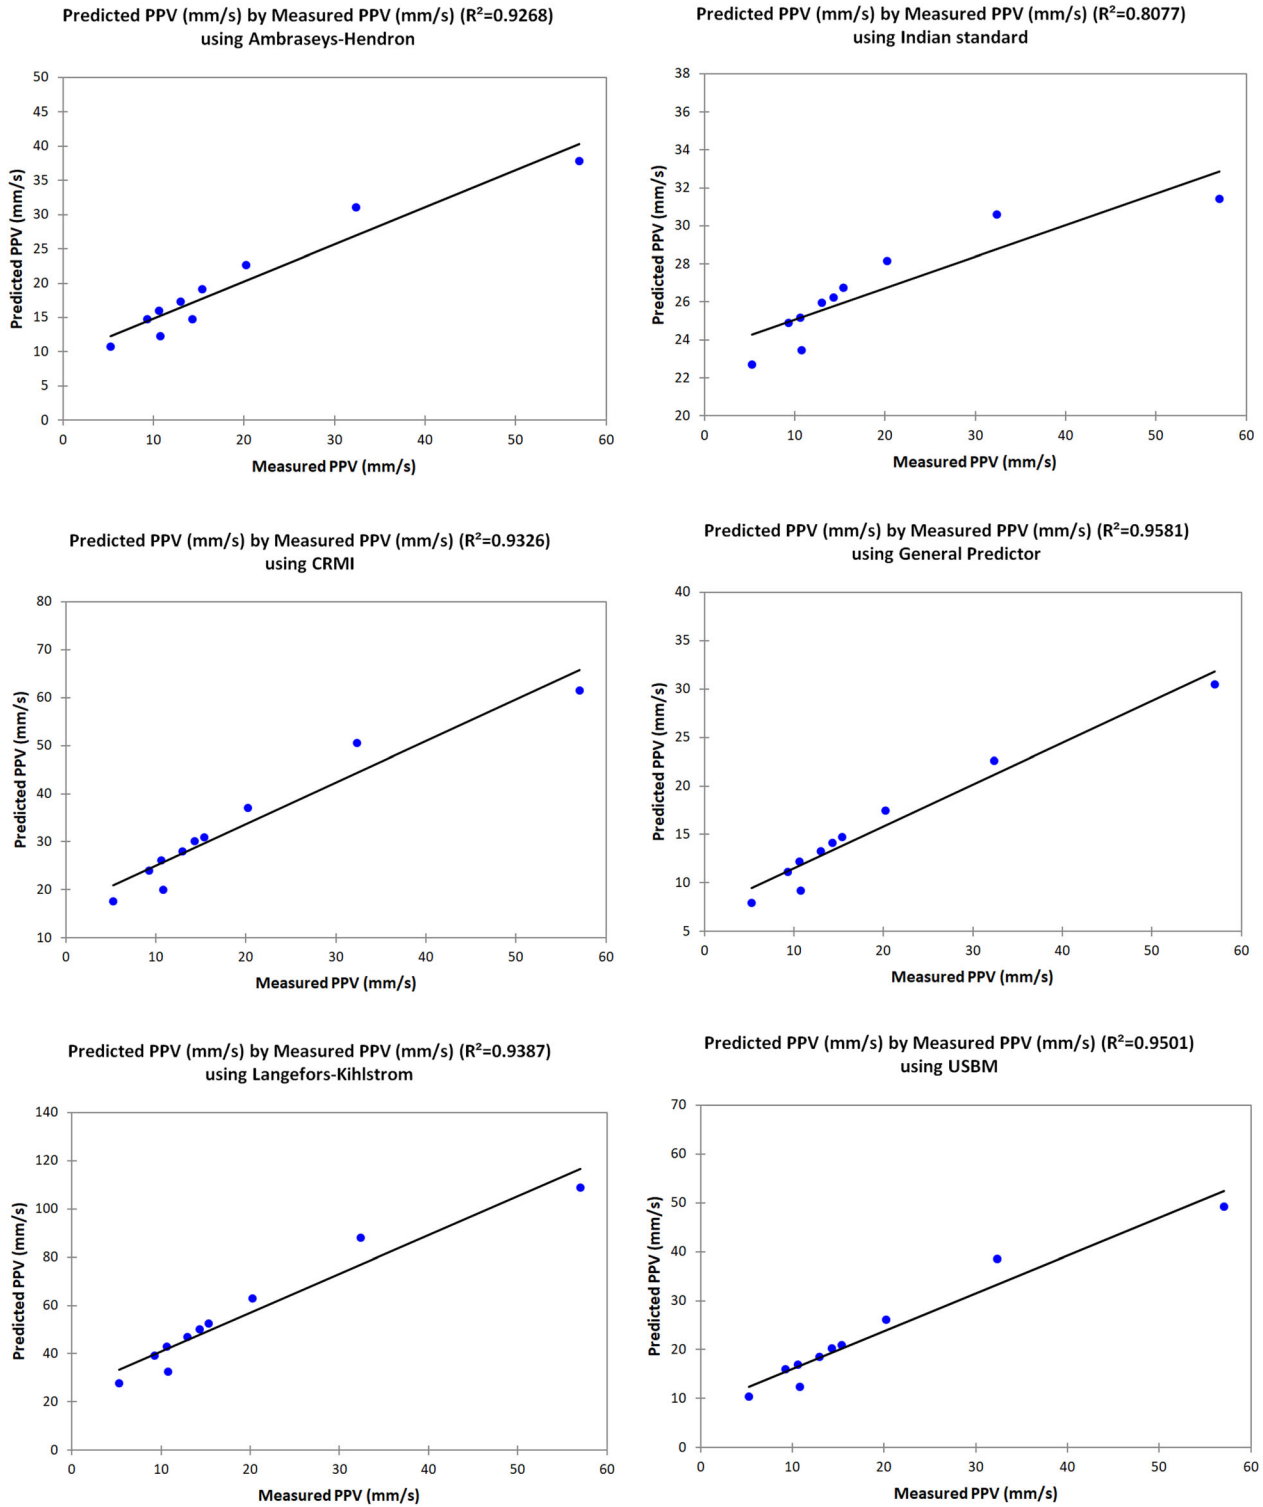 Predicted PPV (mm/s) by Measured PPV (mm/s) (R²=0.9268)
using Ambraseys-Hendron
50
45
40
35
30
25
20
15
10
5
0
Predicted PPV (mm/s)
0 10 20 30 40 50 60
Measured PPV (mm/s)
Predicted PPV (mm/s) by Measured PPV (mm/s) (R²=0.8077)
using Indian standard
38
36
34
32
30
28
26
24
22
20
Predicted PPV (mm/s)
0 10 20 30 40 50 60
Measured PPV (mm/s)
Predicted PPV (mm/s) by Measured PPV (mm/s) (R²=0.9326)
using CRMI
80
70
60
50
40
30
20
10
Predicted PPV (mm/s)
0 10 20 30 40 50 60
Measured PPV (mm/s)
Predicted PPV (mm/s) by Measured PPV (mm/s) (R²=0.9581)
using General Predictor
40
35
30
25
20
15
10
5
Predicted PPV (mm/s)
0 10 20 30 40 50 60
Measured PPV (mm/s)
Predicted PPV (mm/s) by Measured PPV (mm/s) (R²=0.9387)
using Langefors-Kihlstrom
140
120
100
80
60
40
20
0
Predicted PPV (mm/s)
0 10 20 30 40 50 60
Measured PPV (mm/s)
Predicted PPV (mm/s) by Measured PPV (mm/s) (R²=0.9501)
using USBM
70
60
50
40
30
20
10
0
Predicted PPV (mm/s)
0 10 20 30 40 50 60
Measured PPV (mm/s)